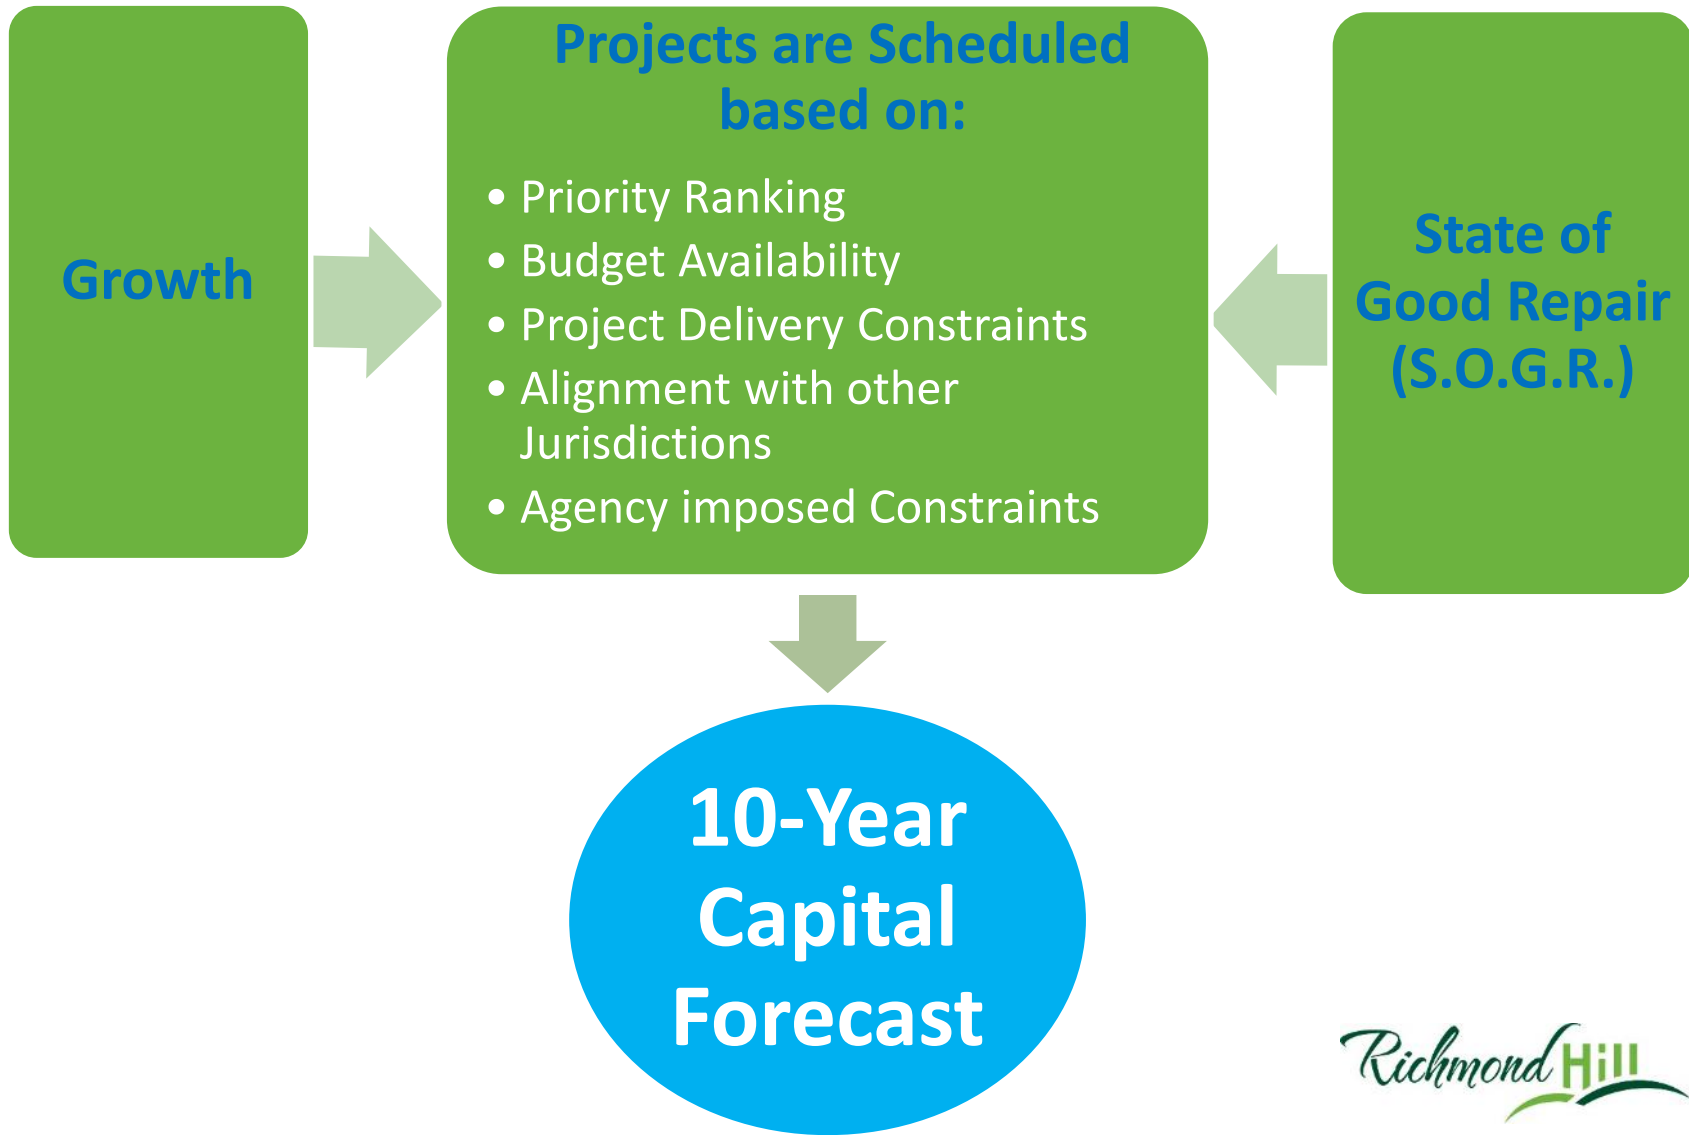 Growth
Projects are Scheduled
based on:
• Priority Ranking
• Budget Availability
• Project Delivery Constraints
• Alignment with other
Jurisdictions
• Agency imposed Constraints
State of
Good Repair
(S.O.G.R.)
10-Year
Capital
Forecast
Richmond Hill